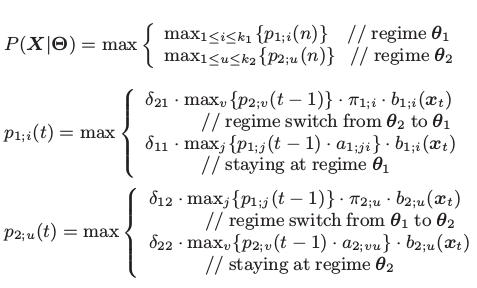 P(X|Θ) = max { max_{1≤i≤k_1}{p_{1;i}(n)} // regime θ_1
max_{1≤u≤k_2}{p_{2;u}(n)} // regime θ_2
p_{1;i}(t) = max { δ_{21} · max_v{p_{2;v}(t − 1)} · π_{1;i} · b_{1;i}(x_t)
// regime switch from θ_2 to θ_1
δ_{11} · max_j{p_{1;j}(t − 1) · a_{1;ji}} · b_{1;i}(x_t)
// staying at regime θ_1
p_{2;u}(t) = max { δ_{12} · max_j{p_{1;j}(t − 1)} · π_{2;u} · b_{2;u}(x_t)
// regime switch from θ_1 to θ_2
δ_{22} · max_v{p_{2;v}(t − 1) · a_{2;vu}} · b_{2;u}(x_t)
// staying at regime θ_2